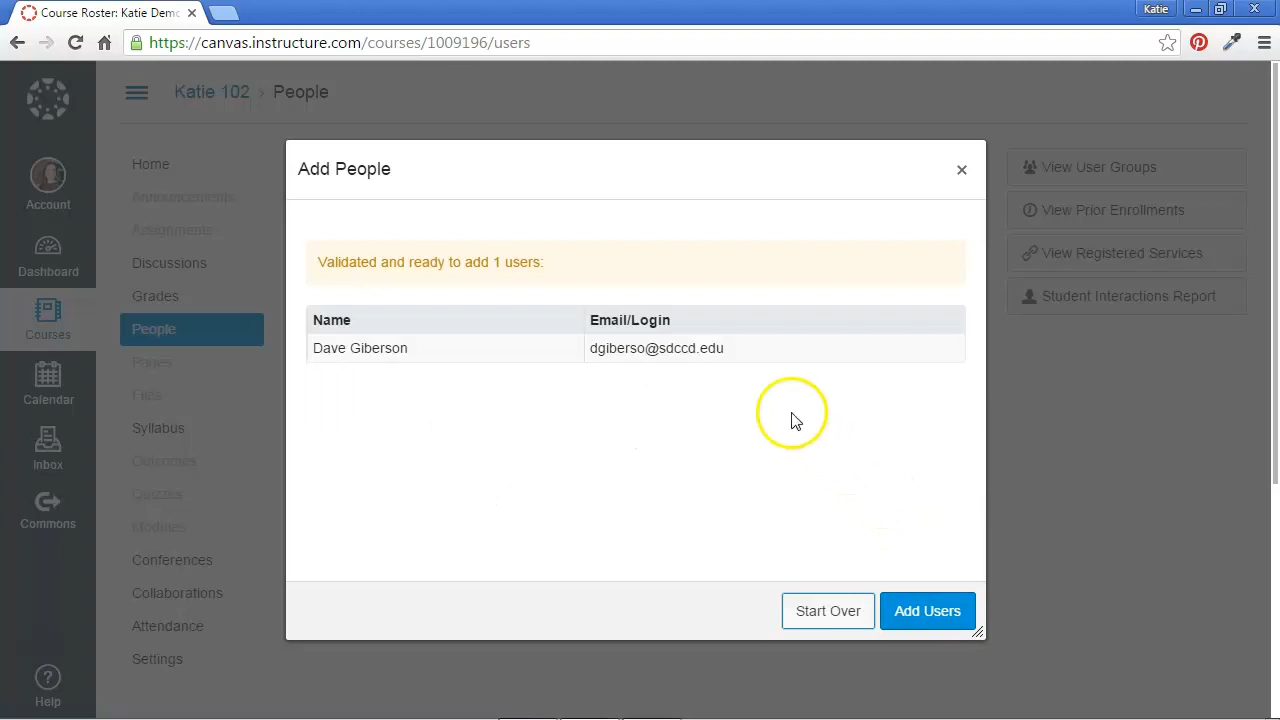 Course Roster: Katie Demo
Katie
https://canvas.instructure.com/courses/1009196/users
Katie 102 › People
Account
Dashboard
Courses
Calendar
Inbox
Commons
Help
Home
Announcements
Assignments
Discussions
Grades
People
Pages
Files
Syllabus
Outcomes
Quizzes
Modules
Conferences
Collaborations
Attendance
Settings
Add People
Validated and ready to add 1 users:
Name Email/Login
Dave Giberson dgiberso@sdccd.edu
Start Over Add Users
View User Groups
View Prior Enrollments
View Registered Services
Student Interactions Report